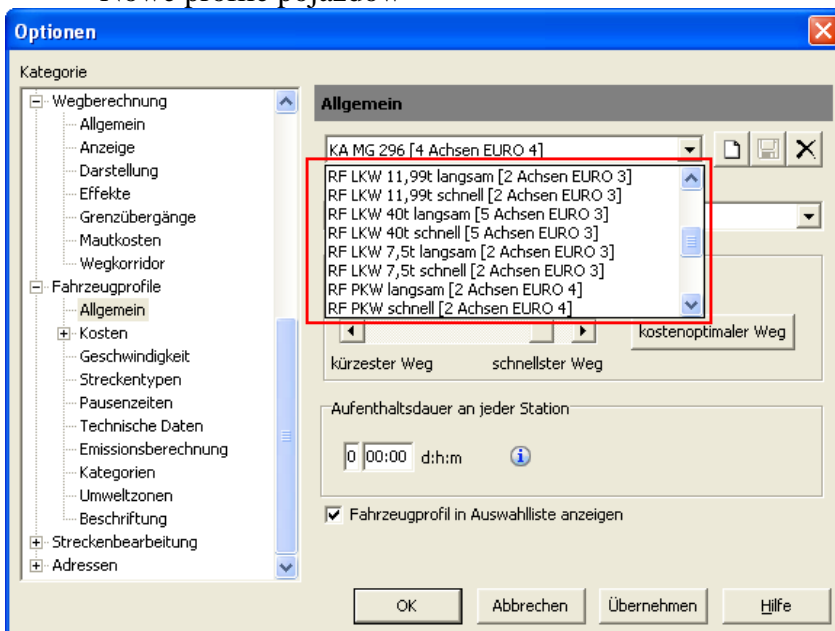 Nowe profile pojazdów
Optionen
Kategorie
Wegberechnung
Allgemein
Anzeige
Darstellung
Effekte
Grenzübergänge
Mautkosten
Wegkorridor
Fahrzeugprofile
Allgemein
Kosten
Geschwindigkeit
Streckentypen
Pausenzeiten
Technische Daten
Emissionsberechnung
Kategorien
Umweltzonen
Beschriftung
Streckenbearbeitung
Adressen
Allgemein
KA MG 296 [4 Achsen EURO 4]
RF LKW 11,99t langsam [2 Achsen EURO 3]
RF LKW 11,99t schnell [2 Achsen EURO 3]
RF LKW 40t langsam [5 Achsen EURO 3]
RF LKW 40t schnell [5 Achsen EURO 3]
RF LKW 7,5t langsam [2 Achsen EURO 3]
RF LKW 7,5t schnell [2 Achsen EURO 3]
RF PKW langsam [2 Achsen EURO 4]
RF PKW schnell [2 Achsen EURO 4]
kostenoptimaler Weg
kürzester Weg schnellster Weg
Aufenthaltsdauer an jeder Station
0 00:00 d:h:m
Fahrzeugprofil in Auswahlliste anzeigen
OK Abbrechen Übernehmen Hilfe